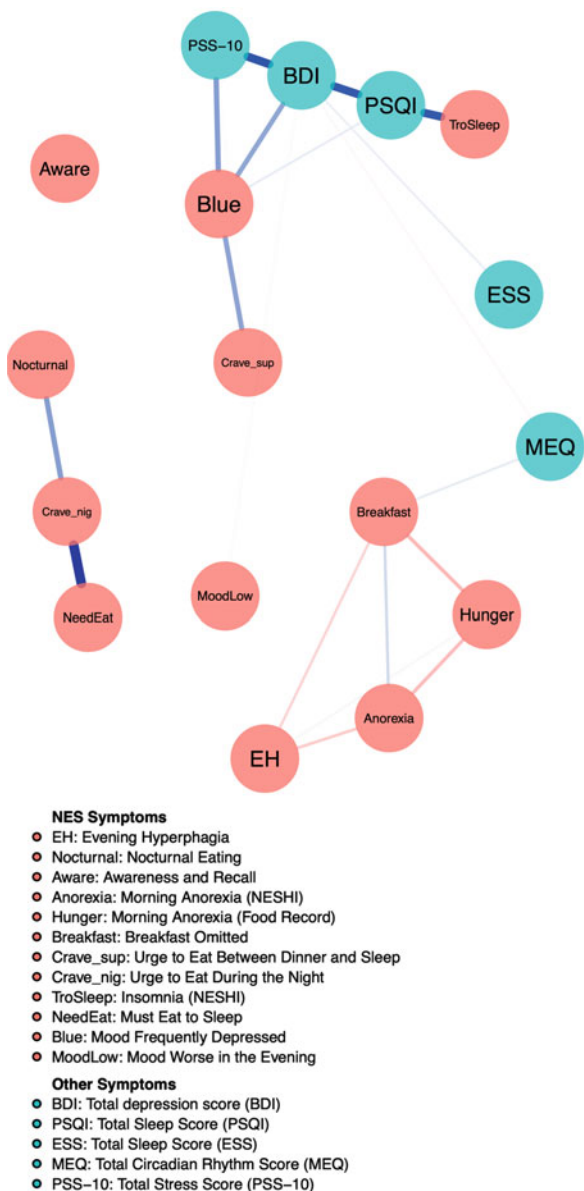 PSS-10
BDI
PSQI
TroSleep
Aware
Blue
ESS
Nocturnal
Crave_sup
MEQ
Crave_nig
Breakfast
MoodLow
NeedEat
Hunger
Anorexia
EH
NES Symptoms
EH: Evening Hyperphagia
Nocturnal: Nocturnal Eating
Aware: Awareness and Recall
Anorexia: Morning Anorexia (NESHI)
Hunger: Morning Anorexia (Food Record)
Breakfast: Breakfast Omitted
Crave_sup: Urge to Eat Between Dinner and Sleep
Crave_nig: Urge to Eat During the Night
TroSleep: Insomnia (NESHI)
NeedEat: Must Eat to Sleep
Blue: Mood Frequently Depressed
MoodLow: Mood Worse in the Evening
Other Symptoms
BDI: Total depression score (BDI)
PSQI: Total Sleep Score (PSQI)
ESS: Total Sleep Score (ESS)
MEQ: Total Circadian Rhythm Score (MEQ)
PSS-10: Total Stress Score (PSS-10)